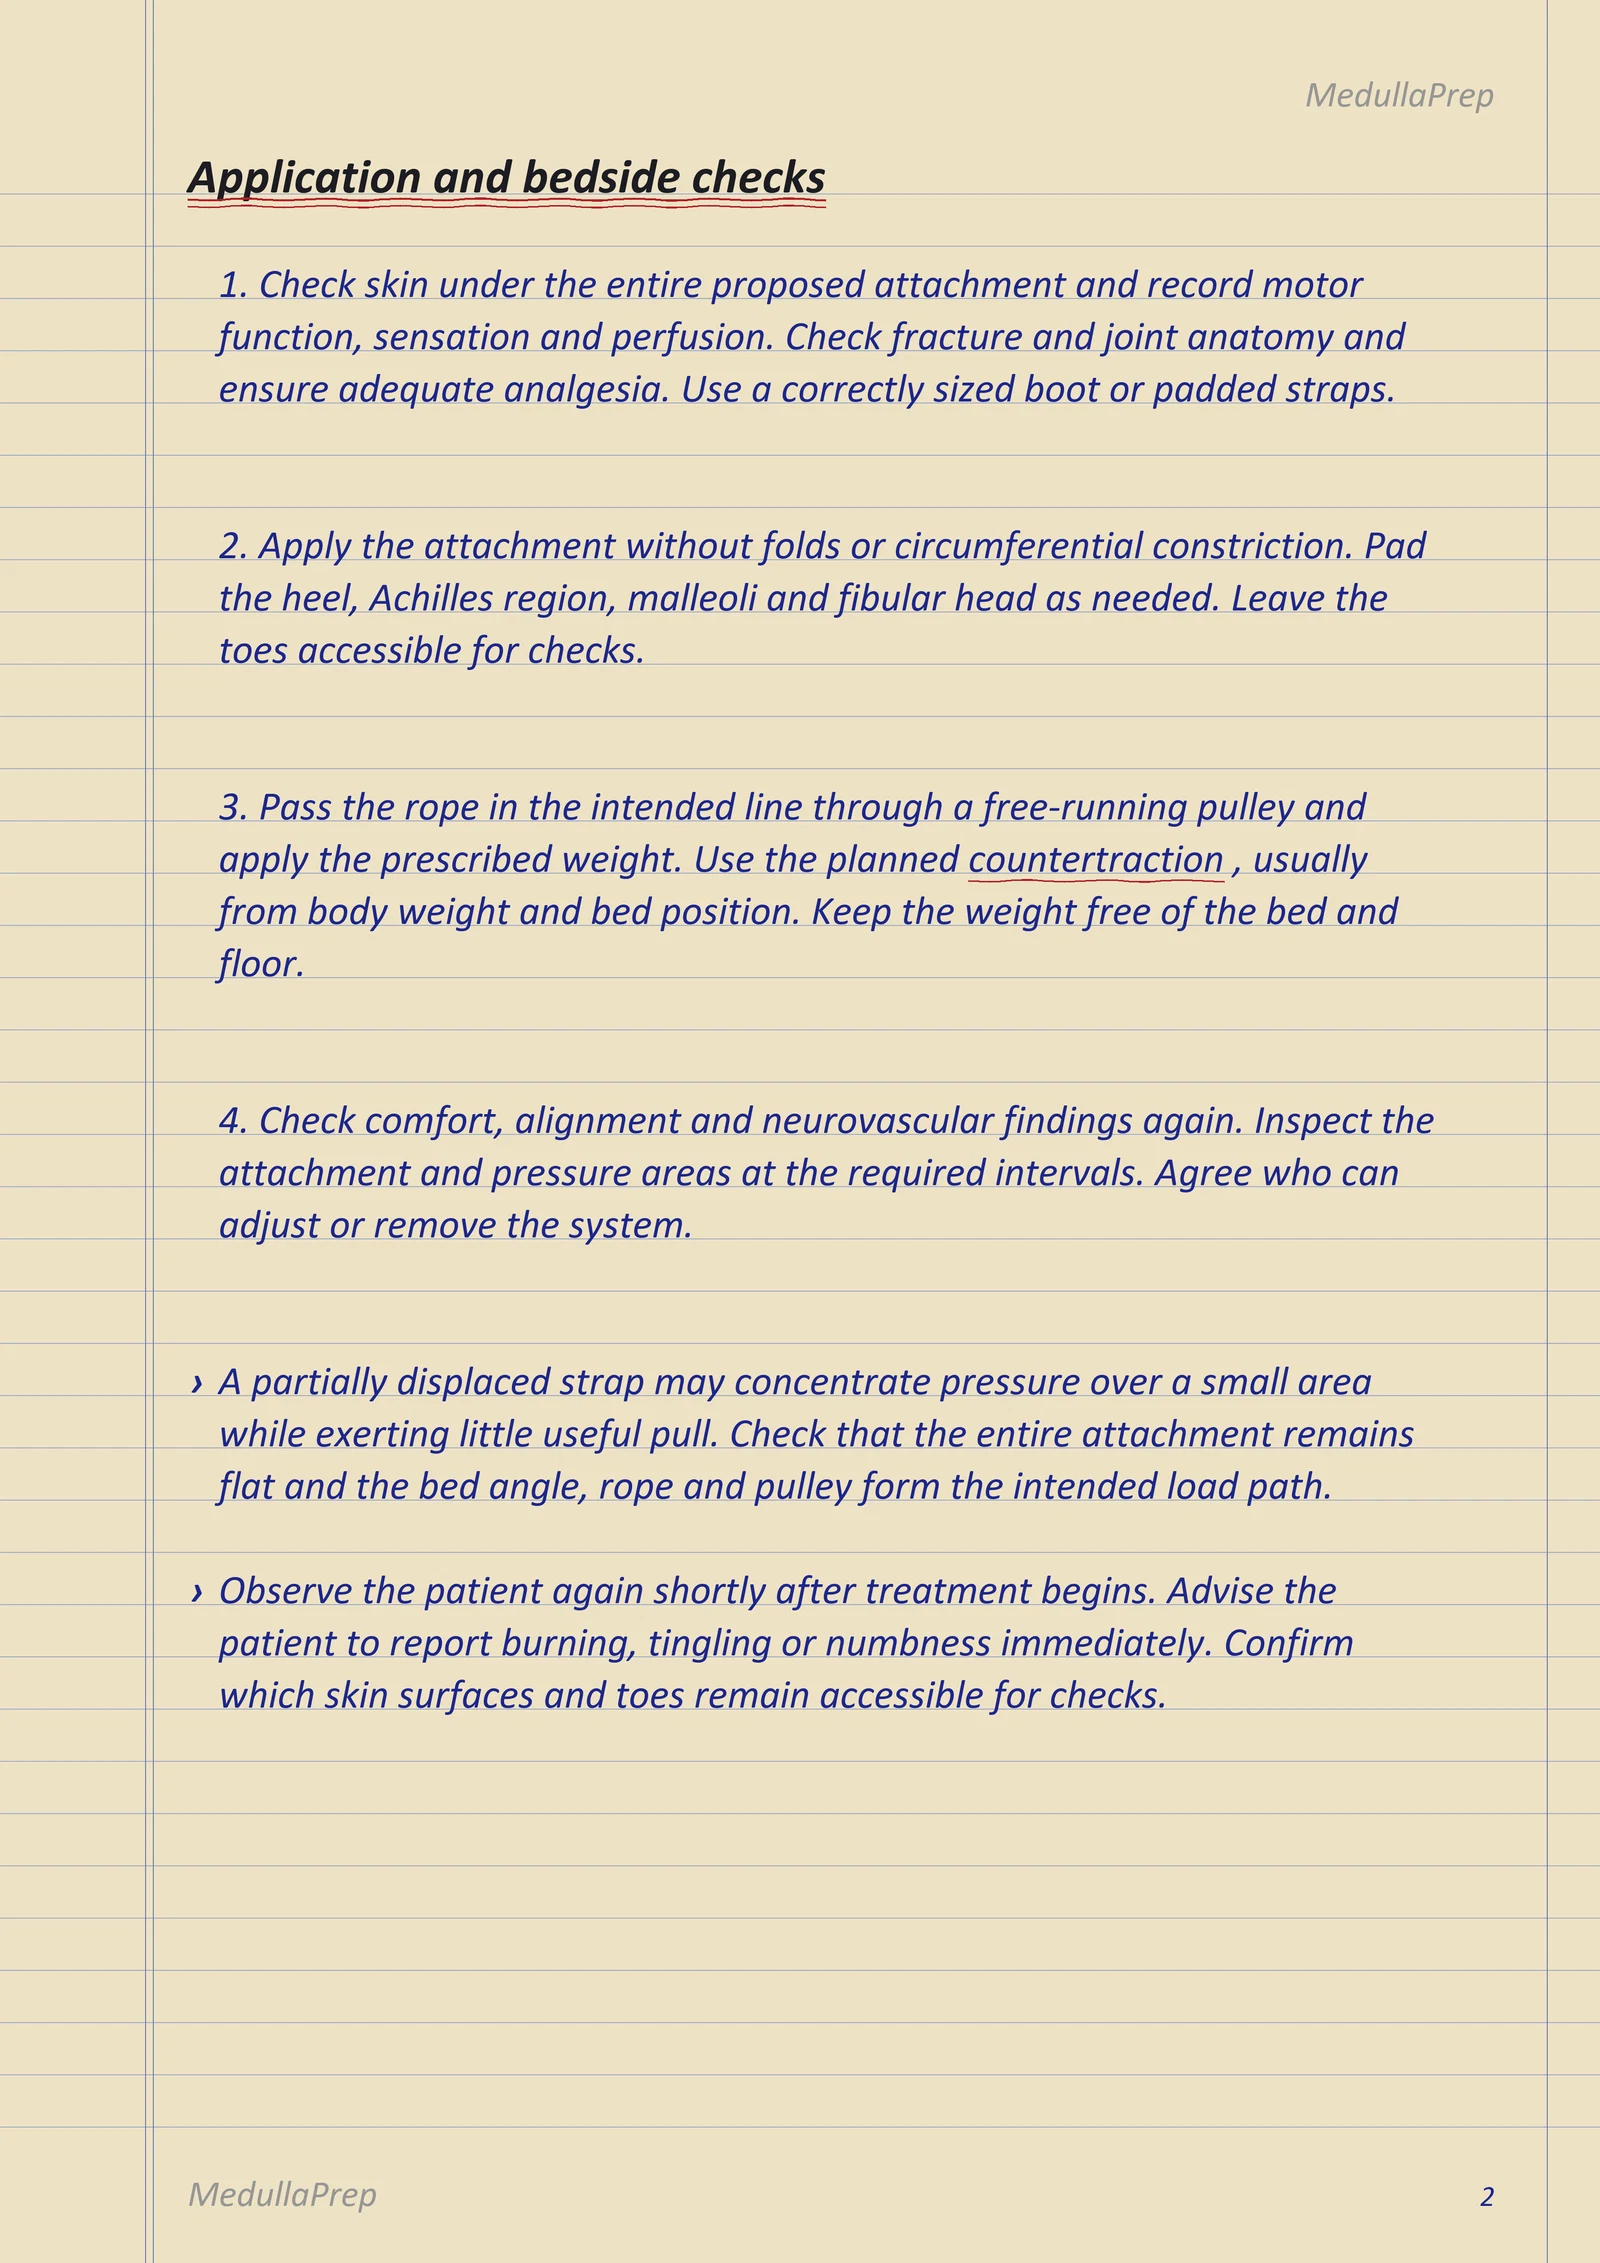 MedullaPrep
Application and bedside checks
1. Check skin under the entire proposed attachment and record motor
function, sensation and perfusion. Check fracture and joint anatomy and
ensure adequate analgesia. Use a correctly sized boot or padded straps.
2. Apply the attachment without folds or circumferential constriction. Pad
the heel, Achilles region, malleoli and fibular head as needed. Leave the
toes accessible for checks.
3. Pass the rope in the intended line through a free-running pulley and
apply the prescribed weight. Use the planned countertraction , usually
from body weight and bed position. Keep the weight free of the bed and
floor.
4. Check comfort, alignment and neurovascular findings again. Inspect the
attachment and pressure areas at the required intervals. Agree who can
adjust or remove the system.
› A partially displaced strap may concentrate pressure over a small area
while exerting little useful pull. Check that the entire attachment remains
flat and the bed angle, rope and pulley form the intended load path.
› Observe the patient again shortly after treatment begins. Advise the
patient to report burning, tingling or numbness immediately. Confirm
which skin surfaces and toes remain accessible for checks.
MedullaPrep
2